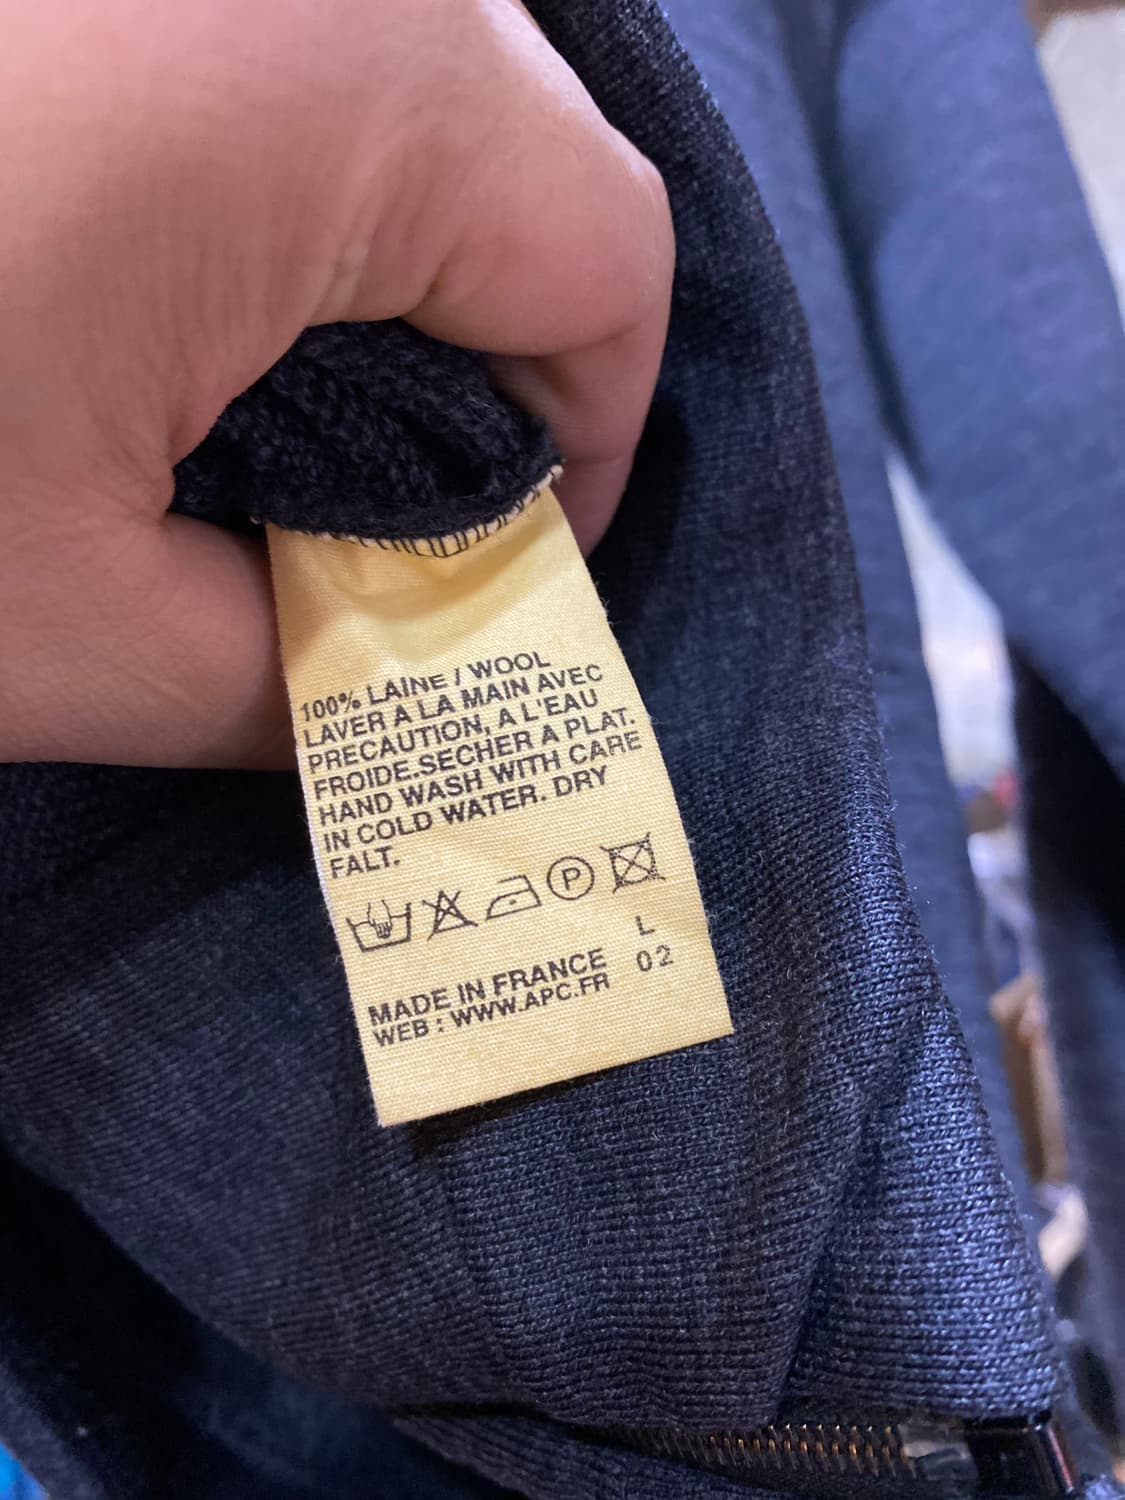 100% LAINE / WOOL
LAVER A LA MAIN AVEC
PRECAUTION, A L'EAU
FROIDE.SECHER A PLAT.
HAND WASH WITH CARE
IN COLD WATER. DRY
FALT.
P
L
MADE IN FRANCE 02
WEB : WWW.APC.FR